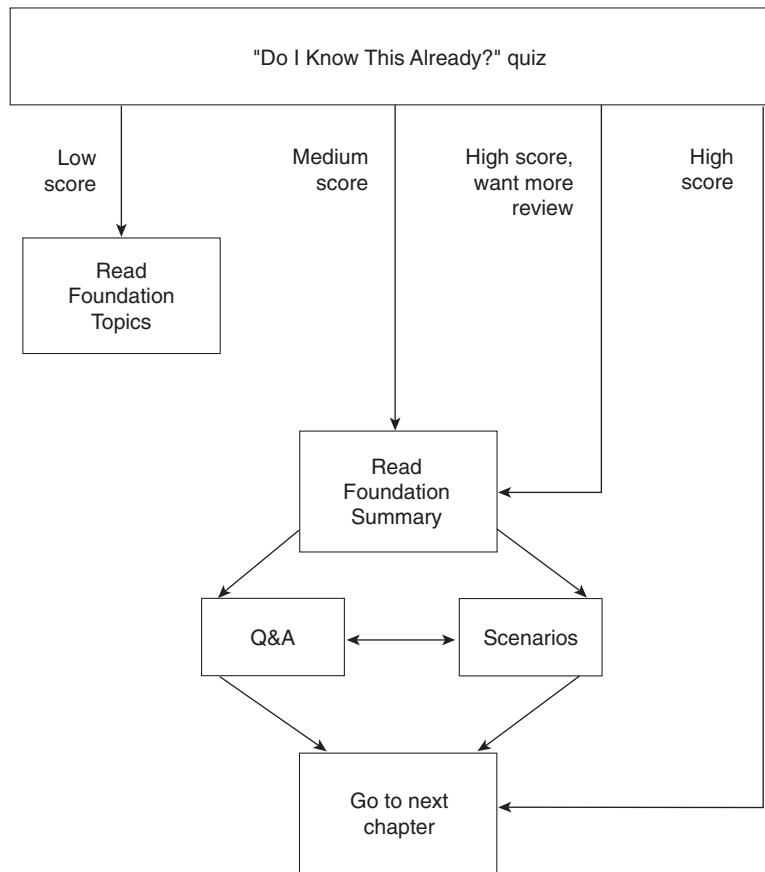 "Do I Know This Already?" quiz
Low
score
Medium
score
High score,
want more
review
High
score
Read
Foundation
Topics
Read
Foundation
Summary
Q&A
Scenarios
Go to next
chapter